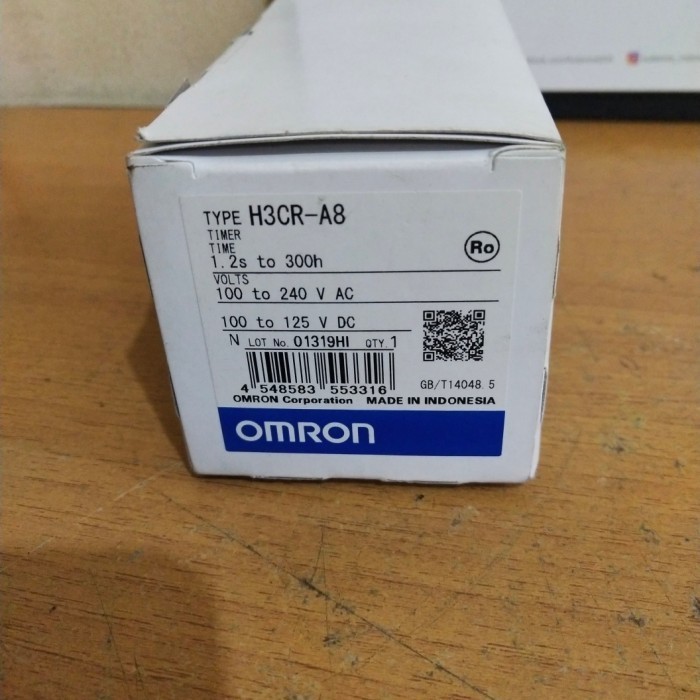 TYPE H3CR-A8
TIMER
TIME
1.2s to 300h
Ro
VOLTS
100 to 240 V AC
100 to 125 V DC
N LOT No. 01319HI QTY. 1
4 548583 553316
GB/T14048.5
OMRON Corporation MADE IN INDONESIA
OMRON